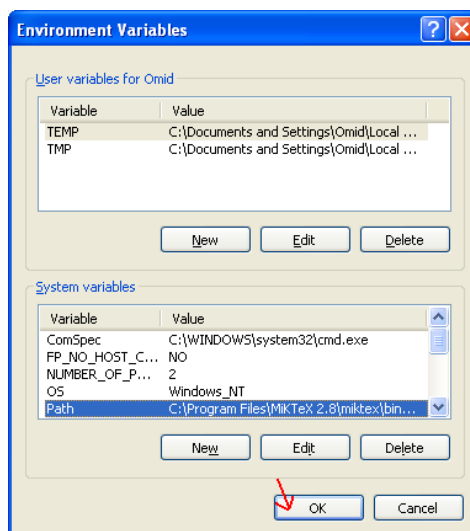 Environment Variables
User variables for Omid
Variable Value
TEMP C:\Documents and Settings\Omid\Local ...
TMP C:\Documents and Settings\Omid\Local ...
New Edit Delete
System variables
Variable Value
ComSpec C:\WINDOWS\system32\cmd.exe
FP_NO_HOST_C... NO
NUMBER_OF_P... 2
OS Windows_NT
Path C:\Program Files\MiKTeX 2.8\miktex\bin...
New Edit Delete
OK Cancel